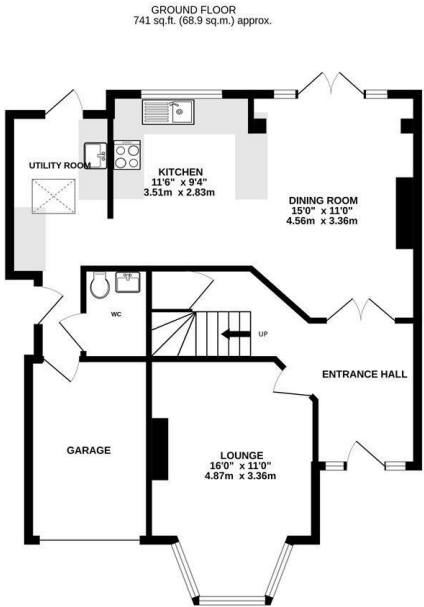 GROUND FLOOR
741 sq.ft. (68.9 sq.m.) approx.
UTILITY ROOM
KITCHEN
11'6" x 9'4"
3.51m x 2.83m
DINING ROOM
15'0" x 11'0"
4.56m x 3.36m
WC
UP
ENTRANCE HALL
GARAGE
LOUNGE
16'0" x 11'0"
4.87m x 3.36m